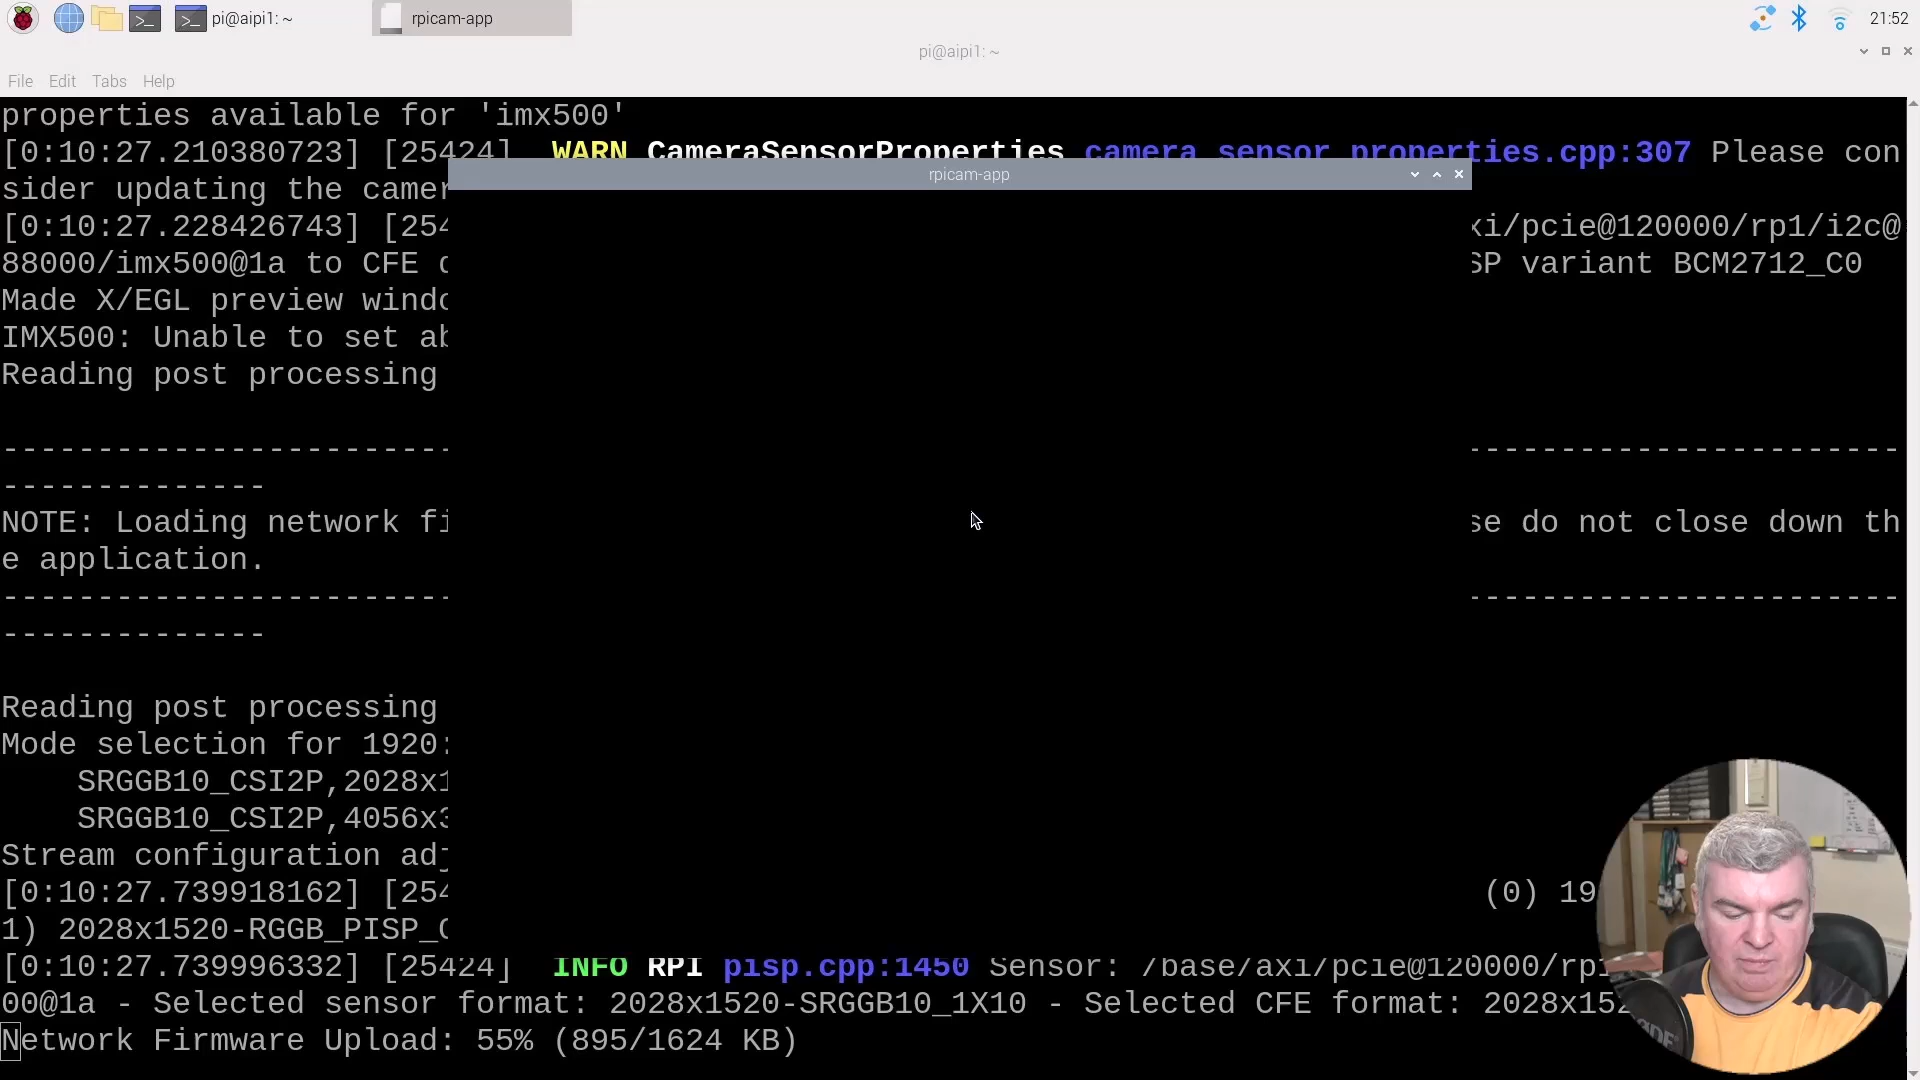 pi@aipi1: ~
rpicam-app
21:52
pi@aipi1: ~
File Edit Tabs Help
properties available for 'imx500'
[0:10:27.210380723] [25424] WARN CameraSensorProperties camera_sensor_properties.cpp:307 Please con
sider updating the camer
rpicam-app
[0:10:27.228426743] [254 xi/pcie@120000/rp1/i2c@
88000/imx500@1a to CFE SP variant BCM2712_C0
Made X/EGL preview windo
IMX500: Unable to set ab
Reading post processing
--------------------------------------------------
--------------
NOTE: Loading network fi se do not close down th
e application.
--------------------------------------------------
--------------
Reading post processing
Mode selection for 1920:
SRGGB10_CSI2P,2028x1
SRGGB10_CSI2P,4056x3
Stream configuration adj
[0:10:27.739918162] [254 (0) 19
1) 2028x1520-RGGB_PISP_C
[0:10:27.739996332] [25424] INFO RPI pisp.cpp:1450 Sensor: /base/axi/pcie@120000/rp1
00@1a - Selected sensor format: 2028x1520-SRGGB10_1X10 - Selected CFE format: 2028x152
Network Firmware Upload: 55% (895/1624 KB)